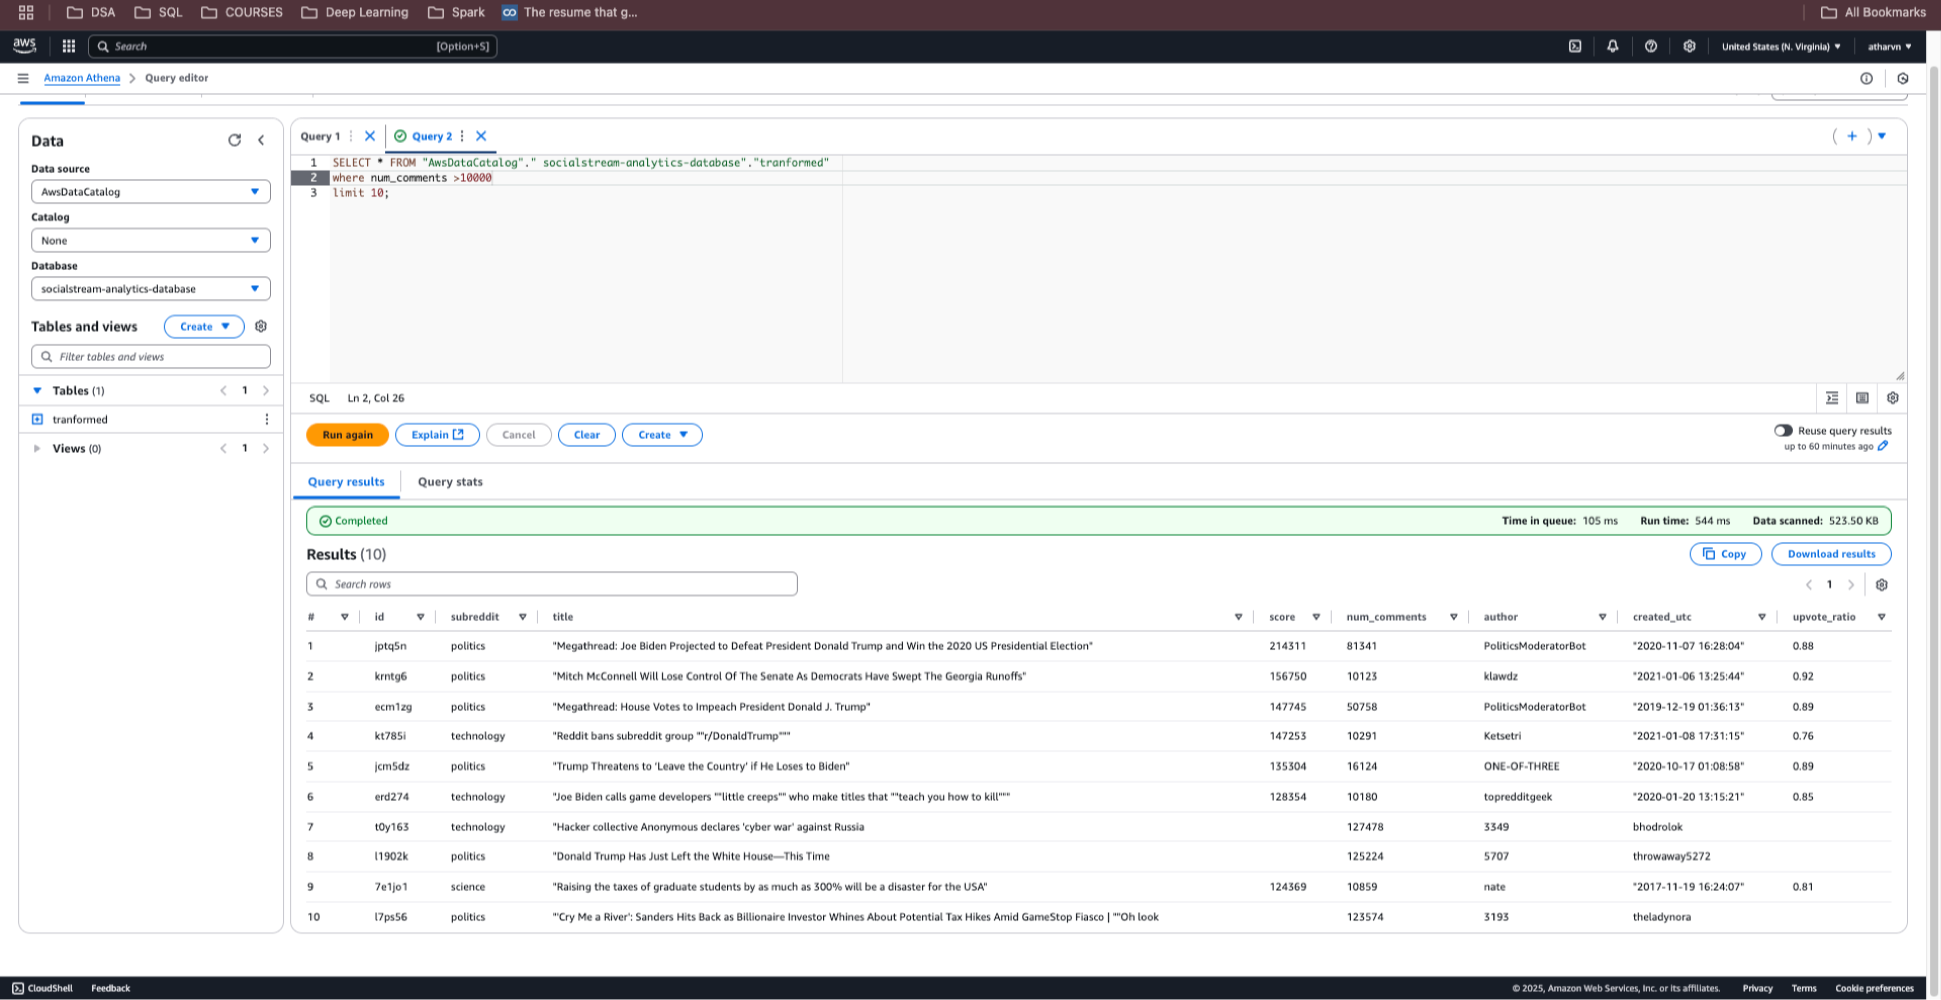 DSA SQL COURSES Deep Learning Spark The resume that g... All Bookmarks
aws Search [Option+S] United States (N. Virginia) atharvn
Amazon Athena > Query editor
Data
Data source
AwsDataCatalog
Catalog
None
Database
socialstream-analytics-database
Tables and views Create
Filter tables and views
Tables (1) < 1 >
tranformed
Views (0) < 1 >
Query 1 Query 2
1 SELECT * FROM "AwsDataCatalog"." socialstream-analytics-database"."tranformed"
2 where num_comments >10000
3 limit 10;
SQL Ln 2, Col 26
Run again Explain Cancel Clear Create
Reuse query results
up to 60 minutes ago
Query results Query stats
Completed Time in queue: 105 ms Run time: 544 ms Data scanned: 523.50 KB
Results (10) Copy Download results
Search rows < 1 >
# id subreddit title score num_comments author created_utc upvote_ratio
1 jptq5n politics "Megathread: Joe Biden Projected to Defeat President Donald Trump and Win the 2020 US Presidential Election" 214311 81341 PoliticsModeratorBot "2020-11-07 16:28:04" 0.88
2 krntg6 politics "Mitch McConnell Will Lose Control Of The Senate As Democrats Have Swept The Georgia Runoffs" 156750 10123 klawdz "2021-01-06 13:25:44" 0.92
3 ecm1zg politics "Megathread: House Votes to Impeach President Donald J. Trump" 147745 50758 PoliticsModeratorBot "2019-12-19 01:36:13" 0.89
4 kt785i technology "Reddit bans subreddit group ""r/DonaldTrump""" 147253 10291 Ketsetri "2021-01-08 17:31:15" 0.76
5 jcm5dz politics "Trump Threatens to ‘Leave the Country’ if He Loses to Biden" 135304 16124 ONE-OF-THREE "2020-10-17 01:08:58" 0.89
6 erd274 technology "Joe Biden calls game developers ""little creeps"" who make titles that ""teach you how to kill""" 128354 10180 topredditgeek "2020-01-20 13:15:21" 0.85
7 t0y163 technology "Hacker collective Anonymous declares 'cyber war' against Russia 127478 3349 bhodrolok
8 l1902k politics "Donald Trump Has Just Left the White House—This Time 125224 5707 throwaway5272
9 7e1jo1 science "Raising the taxes of graduate students by as much as 300% will be a disaster for the USA" 124369 10859 nate "2017-11-19 16:24:07" 0.81
10 l7ps56 politics "'Cry Me a River': Sanders Hits Back as Billionaire Investor Whines About Potential Tax Hikes Amid GameStop Fiasco | ""Oh look 123574 3193 theladynora
CloudShell Feedback © 2025, Amazon Web Services, Inc. or its affiliates. Privacy Terms Cookie preferences